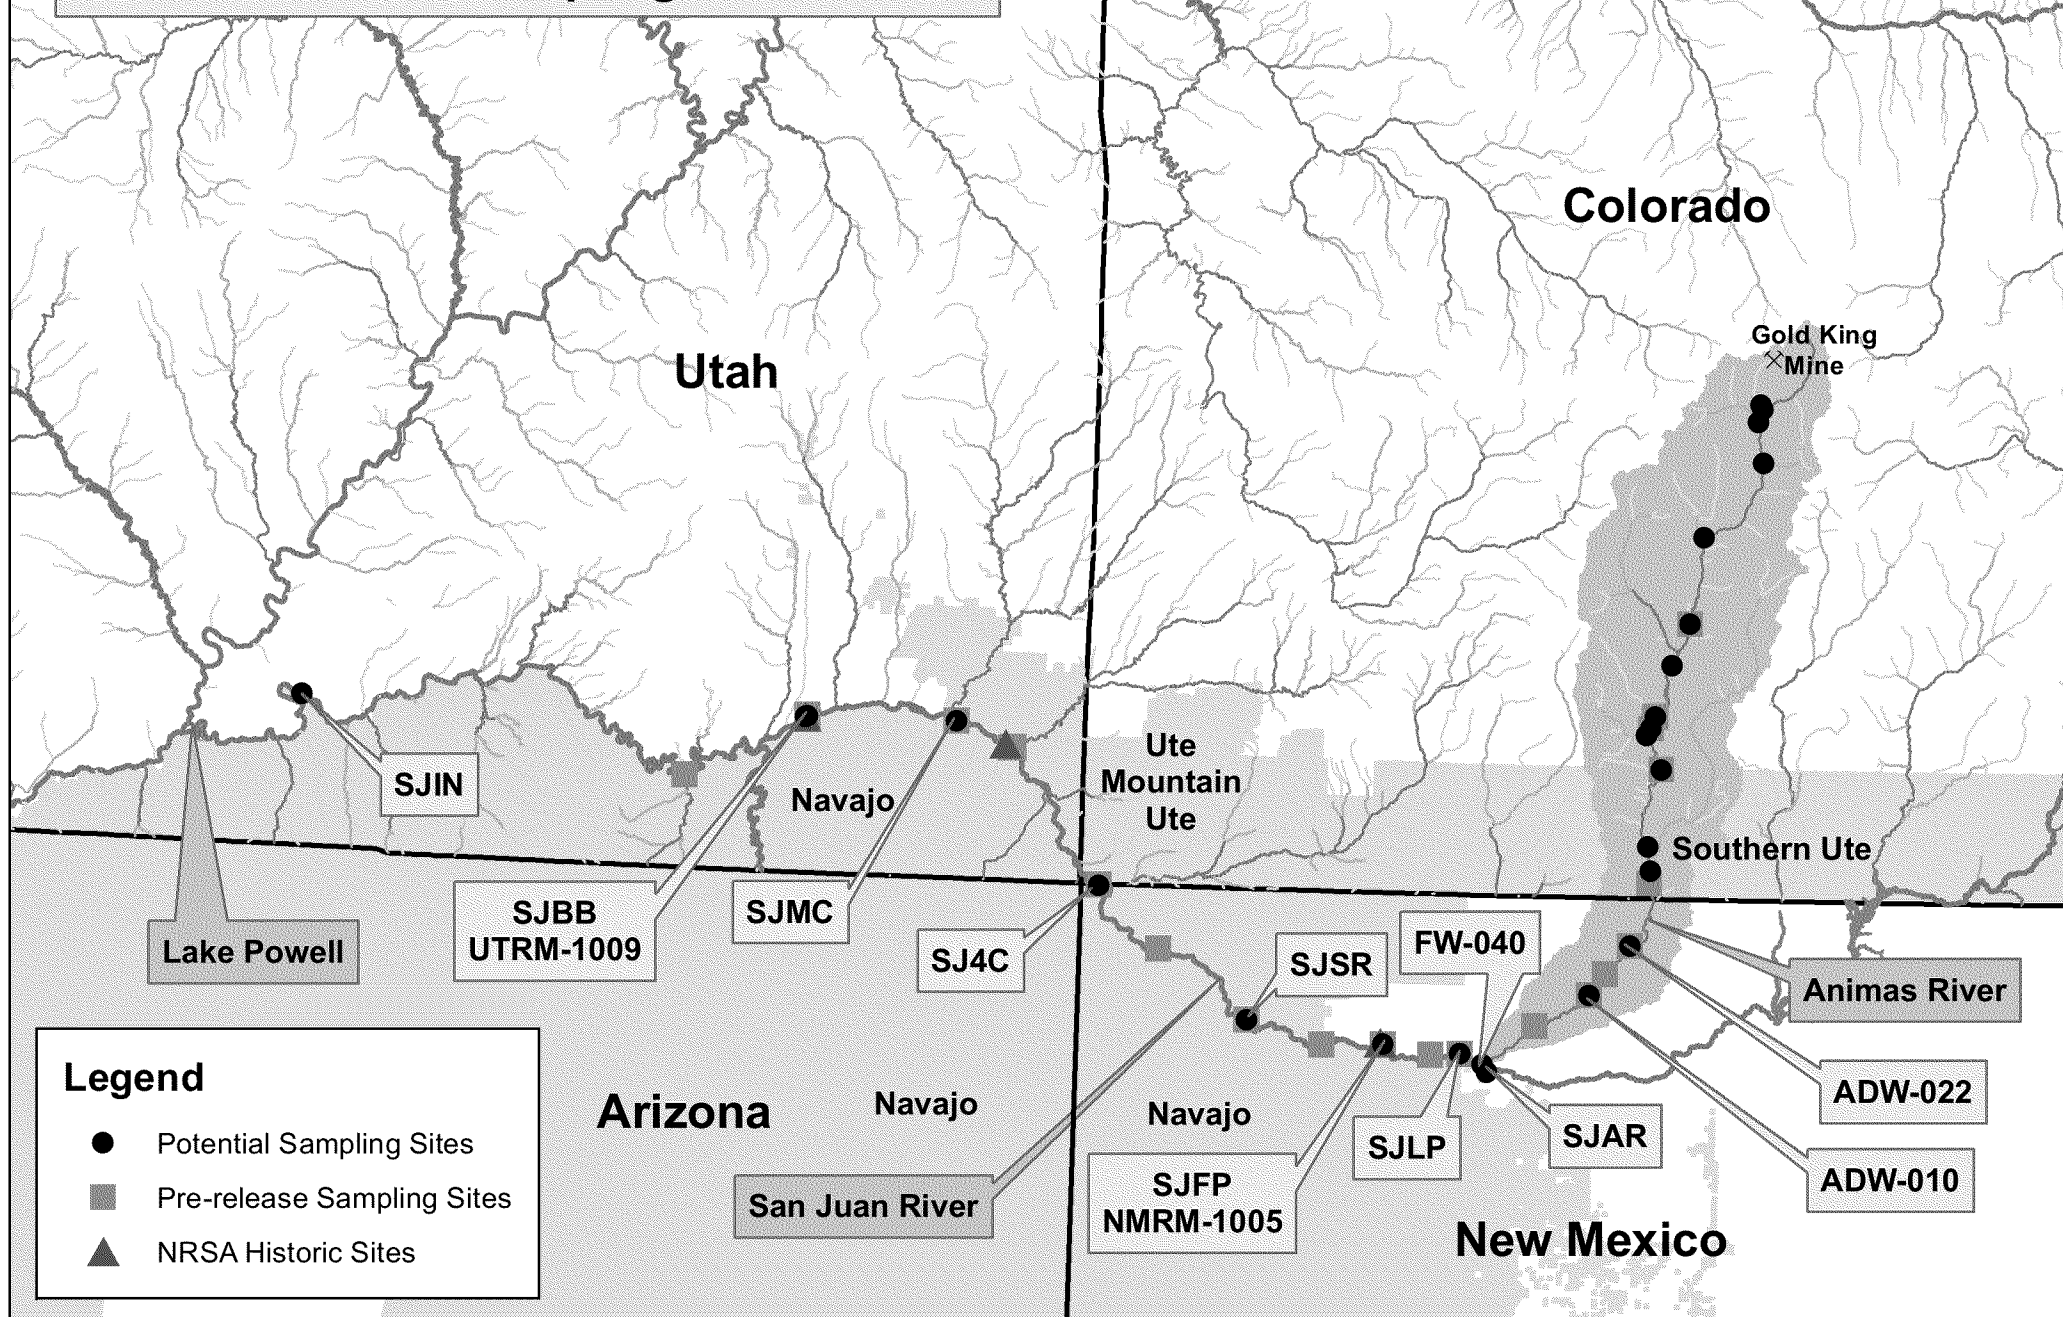 Colorado
Gold King
Mine
Utah
Ute
Mountain
Ute
SJIN
Navajo
Southern Ute
SJBB
UTRM-1009
SJMC
Lake Powell
SJ4C
SJSR
FW-040
Animas River
Legend
Potential Sampling Sites
Pre-release Sampling Sites
NRSA Historic Sites
Arizona
Navajo
Navajo
ADW-022
SJAR
SJLP
ADW-010
San Juan River
SJFP
NMRM-1005
New Mexico